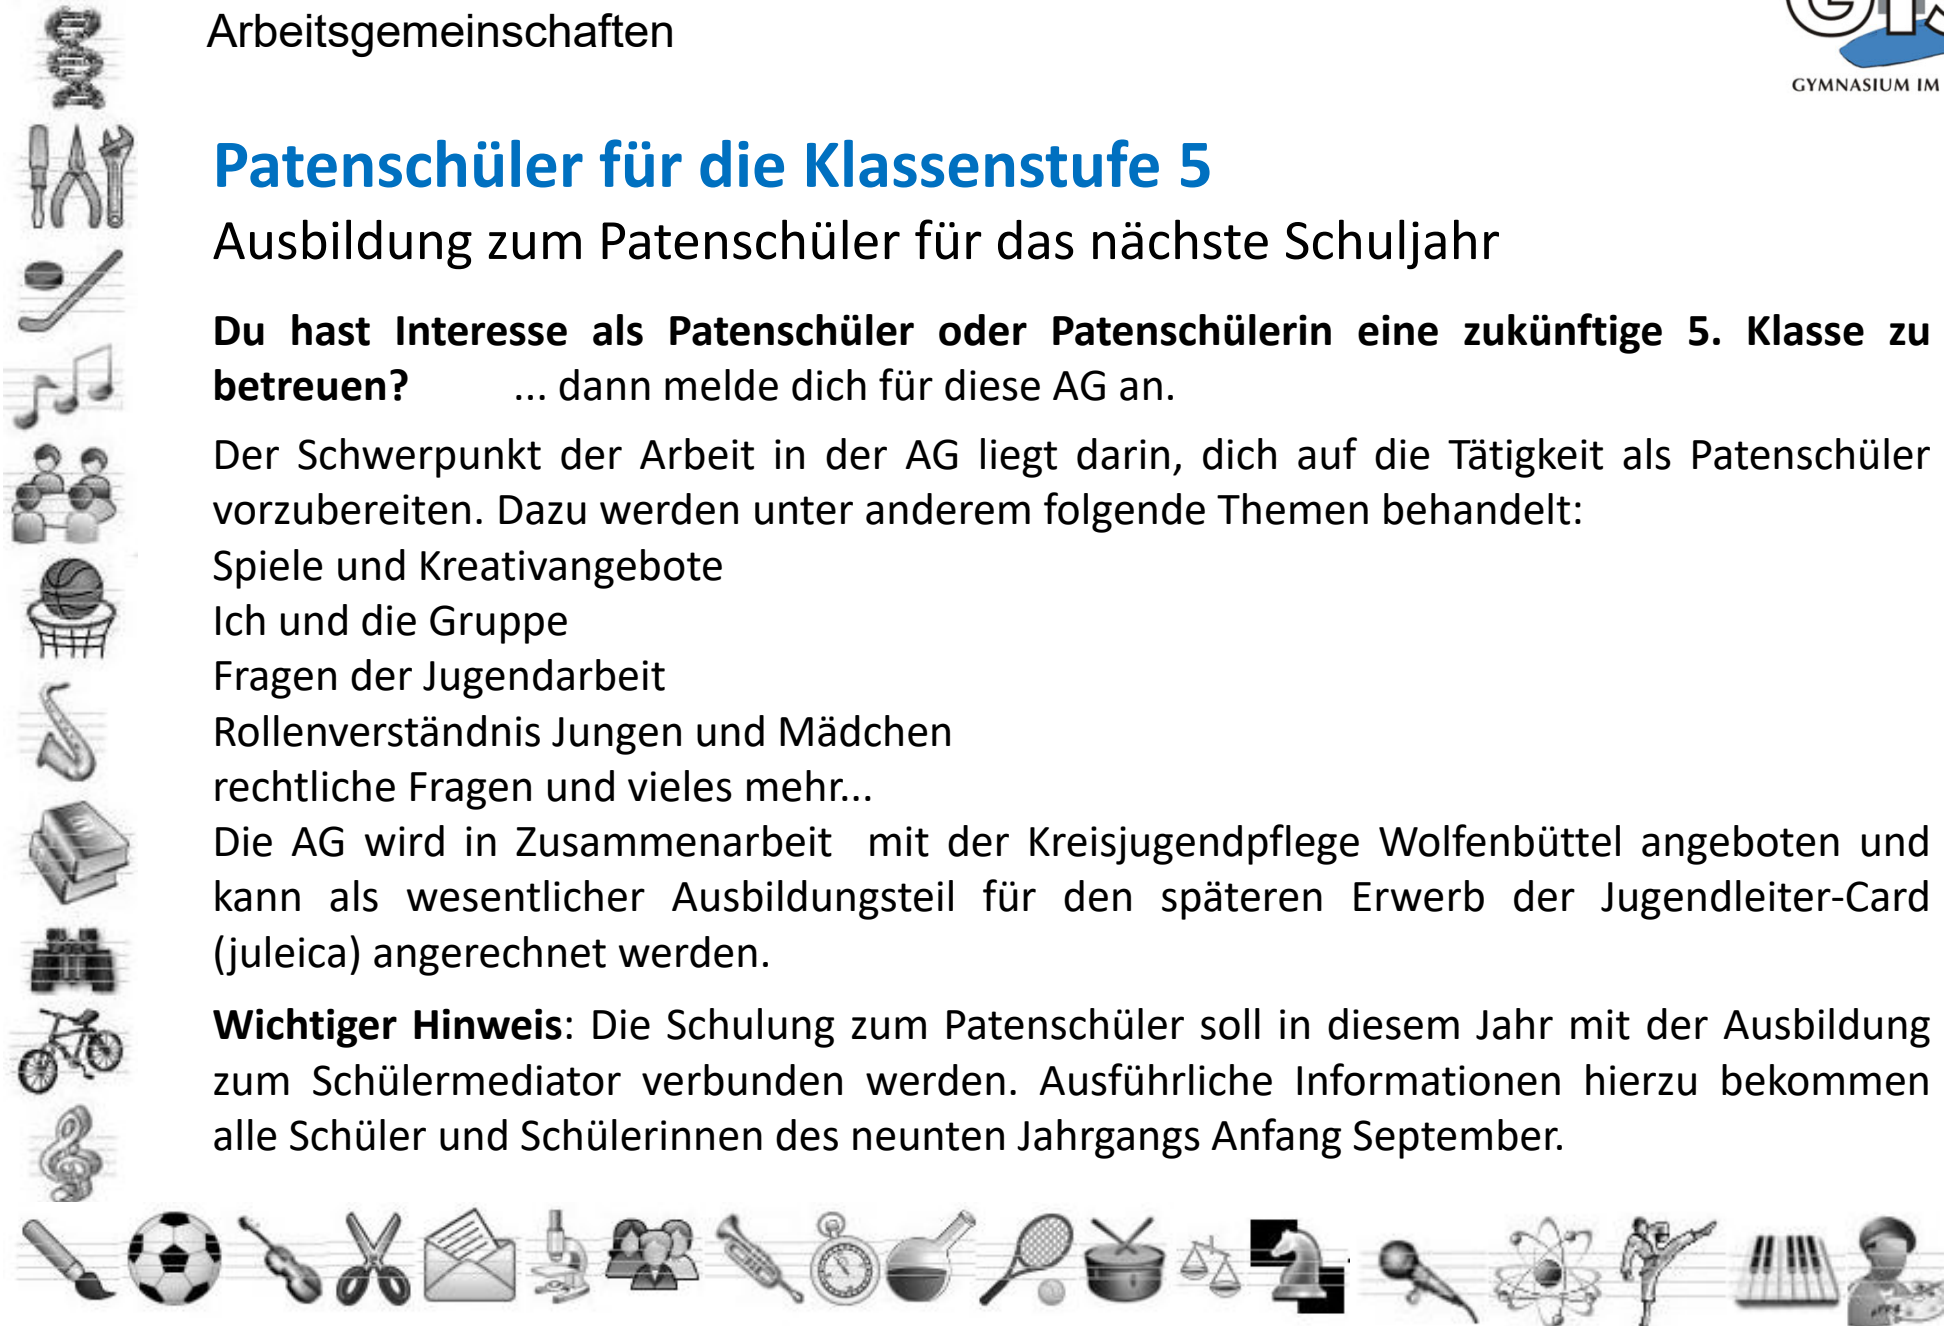 Arbeitsgemeinschaften
GYMNASIUM IM
Patenschüler für die Klassenstufe 5
Ausbildung zum Patenschüler für das nächste Schuljahr
Du hast Interesse als Patenschüler oder Patenschülerin eine zukünftige 5. Klasse zu
betreuen? ... dann melde dich für diese AG an.
Der Schwerpunkt der Arbeit in der AG liegt darin, dich auf die Tätigkeit als Patenschüler
vorzubereiten. Dazu werden unter anderem folgende Themen behandelt:
Spiele und Kreativangebote
Ich und die Gruppe
Fragen der Jugendarbeit
Rollenverständnis Jungen und Mädchen
rechtliche Fragen und vieles mehr...
Die AG wird in Zusammenarbeit mit der Kreisjugendpflege Wolfenbüttel angeboten und
kann als wesentlicher Ausbildungsteil für den späteren Erwerb der Jugendleiter-Card
(juleica) angerechnet werden.
Wichtiger Hinweis: Die Schulung zum Patenschüler soll in diesem Jahr mit der Ausbildung
zum Schülermediator verbunden werden. Ausführliche Informationen hierzu bekommen
alle Schüler und Schülerinnen des neunten Jahrgangs Anfang September.